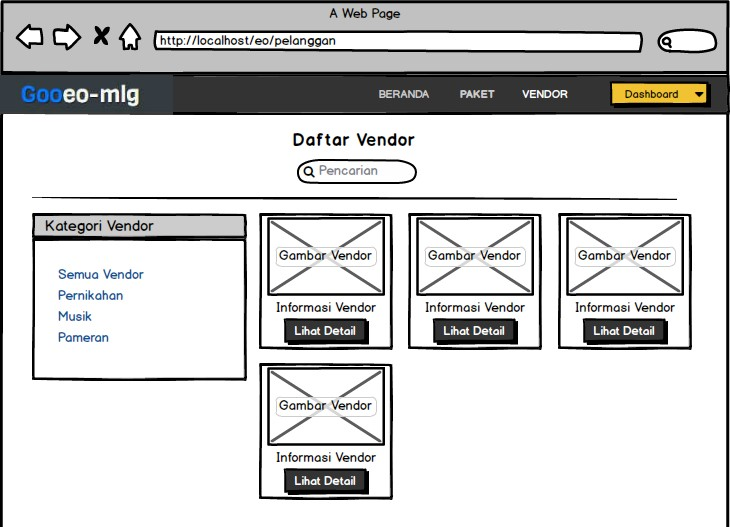 A Web Page
http://localhost/eo/pelanggan
Gooeo-mlg
BERANDA PAKET VENDOR Dashboard
Daftar Vendor
Pencarian
Kategori Vendor
Semua Vendor
Pernikahan
Musik
Pameran
Gambar Vendor Gambar Vendor Gambar Vendor
Informasi Vendor Informasi Vendor Informasi Vendor
Lihat Detail Lihat Detail Lihat Detail
Gambar Vendor
Informasi Vendor
Lihat Detail